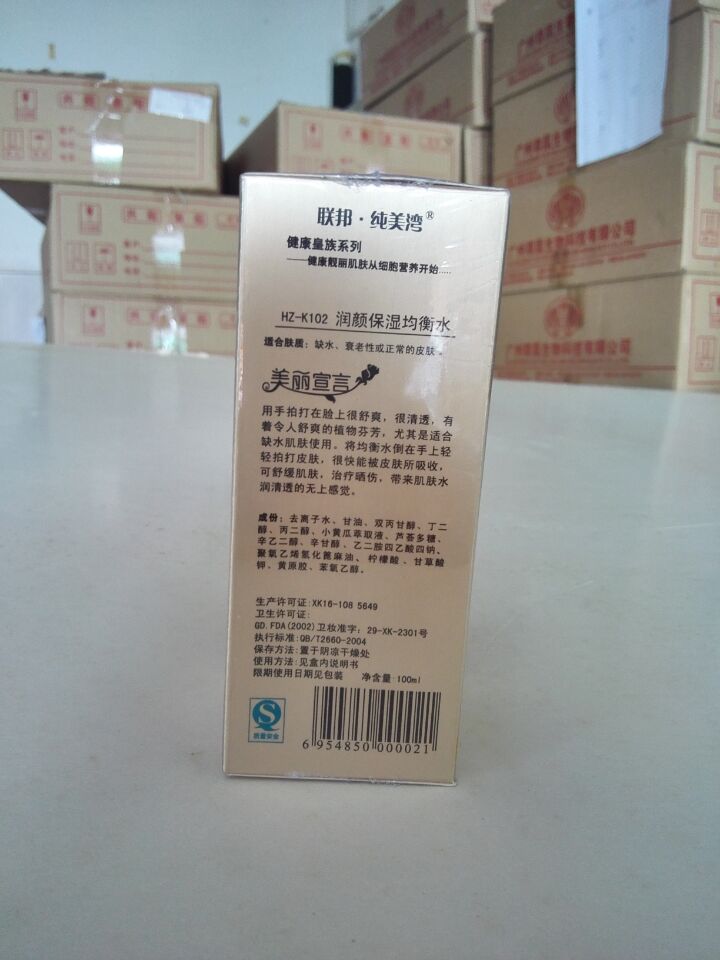 联邦·纯美湾®
健康皇族系列
——健康靓丽肌肤从细胞营养开始.....
HZ-K102 润颜保湿均衡水
适合肤质：缺水、衰老性或正常的皮肤。
美丽宣言
用手拍打在脸上很舒爽，很清透，有
着令人舒爽的植物芬芳，尤其是适合
缺水肌肤使用。将均衡水倒在手上轻
轻拍打皮肤，很快能被皮肤所吸收，
可舒缓肌肤，治疗晒伤，带来肌肤水
润清透的无上感觉。
成份：去离子水、甘油、双丙甘醇、丁二
醇、丙二醇、小黄瓜萃取液、芦荟多糖、
辛乙二醇、辛甘醇、乙二胺四乙酸四钠、
聚氧乙烯氢化蓖麻油、柠檬酸、甘草酸
钾、黄原胶、苯氧乙醇。
生产许可证:XK16-108 5649
卫生许可证:
GD.FDA(2002)卫妆准字：29-XK-2301号
执行标准:QB/T2660-2004
保存方法:置于阴凉干燥处
使用方法:见盒内说明书
限期使用日期见包装 净含量:100ml
质量安全
6 954850 000021